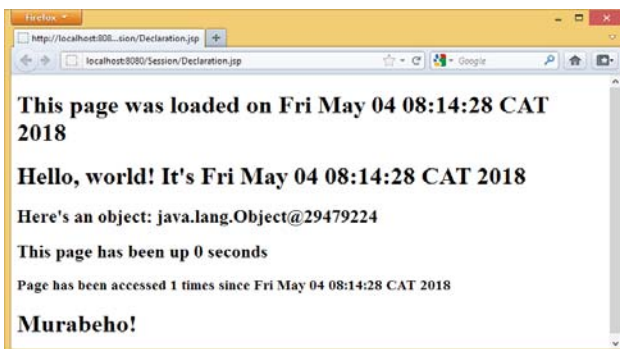 Firefox
http://localhost:808...sion/Declaration.jsp
localhost:8080/Session/Declaration.jsp
Google
This page was loaded on Fri May 04 08:14:28 CAT
2018
Hello, world! It's Fri May 04 08:14:28 CAT 2018
Here's an object: java.lang.Object@29479224
This page has been up 0 seconds
Page has been accessed 1 times since Fri May 04 08:14:28 CAT 2018
Murabeho!